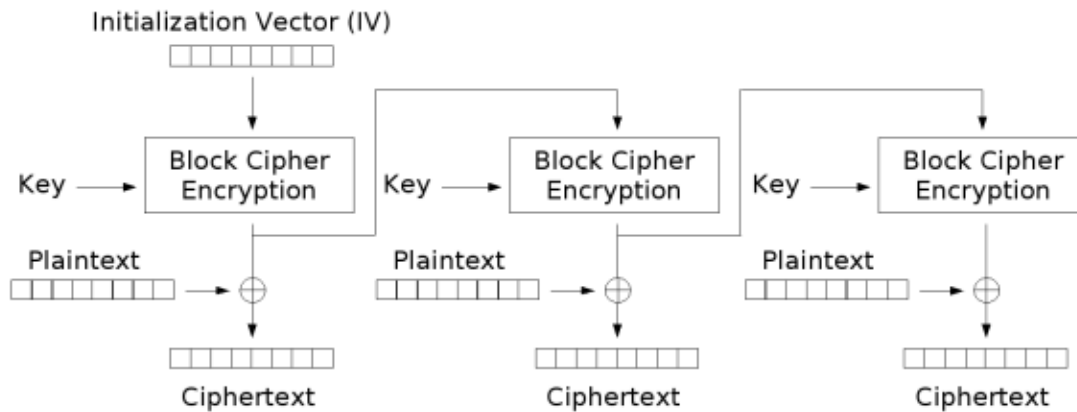 Initialization Vector (IV)
Key
Block Cipher
Encryption
Key
Block Cipher
Encryption
Key
Block Cipher
Encryption
Plaintext
Plaintext
Plaintext
Ciphertext
Ciphertext
Ciphertext